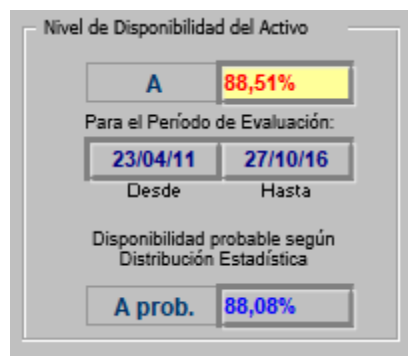 Nivel de Disponibilidad del Activo
A 88,51%
Para el Período de Evaluación:
23/04/11 27/10/16
Desde Hasta
Disponibilidad probable según
Distribución Estadística
A prob. 88,08%